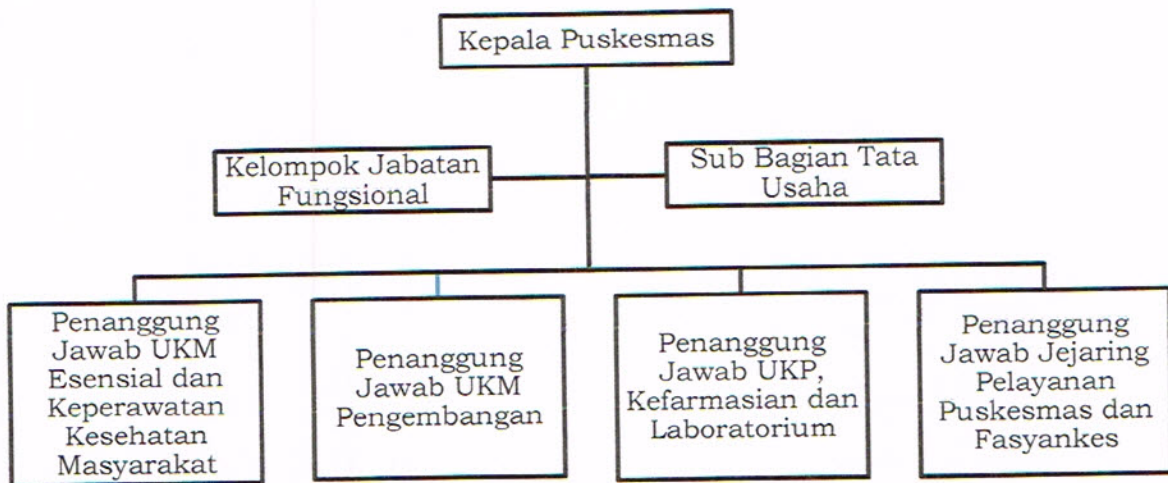 Kepala Puskesmas
Kelompok Jabatan
Fungsional
Sub Bagian Tata
Usaha
Penanggung
Jawab UKM
Esensial dan
Keperawatan
Kesehatan
Masyarakat
Penanggung
Jawab UKM
Pengembangan
Penanggung
Jawab UKP,
Kefarmasian dan
Laboratorium
Penanggung
Jawab Jejaring
Pelayanan
Puskesmas dan
Fasyankes